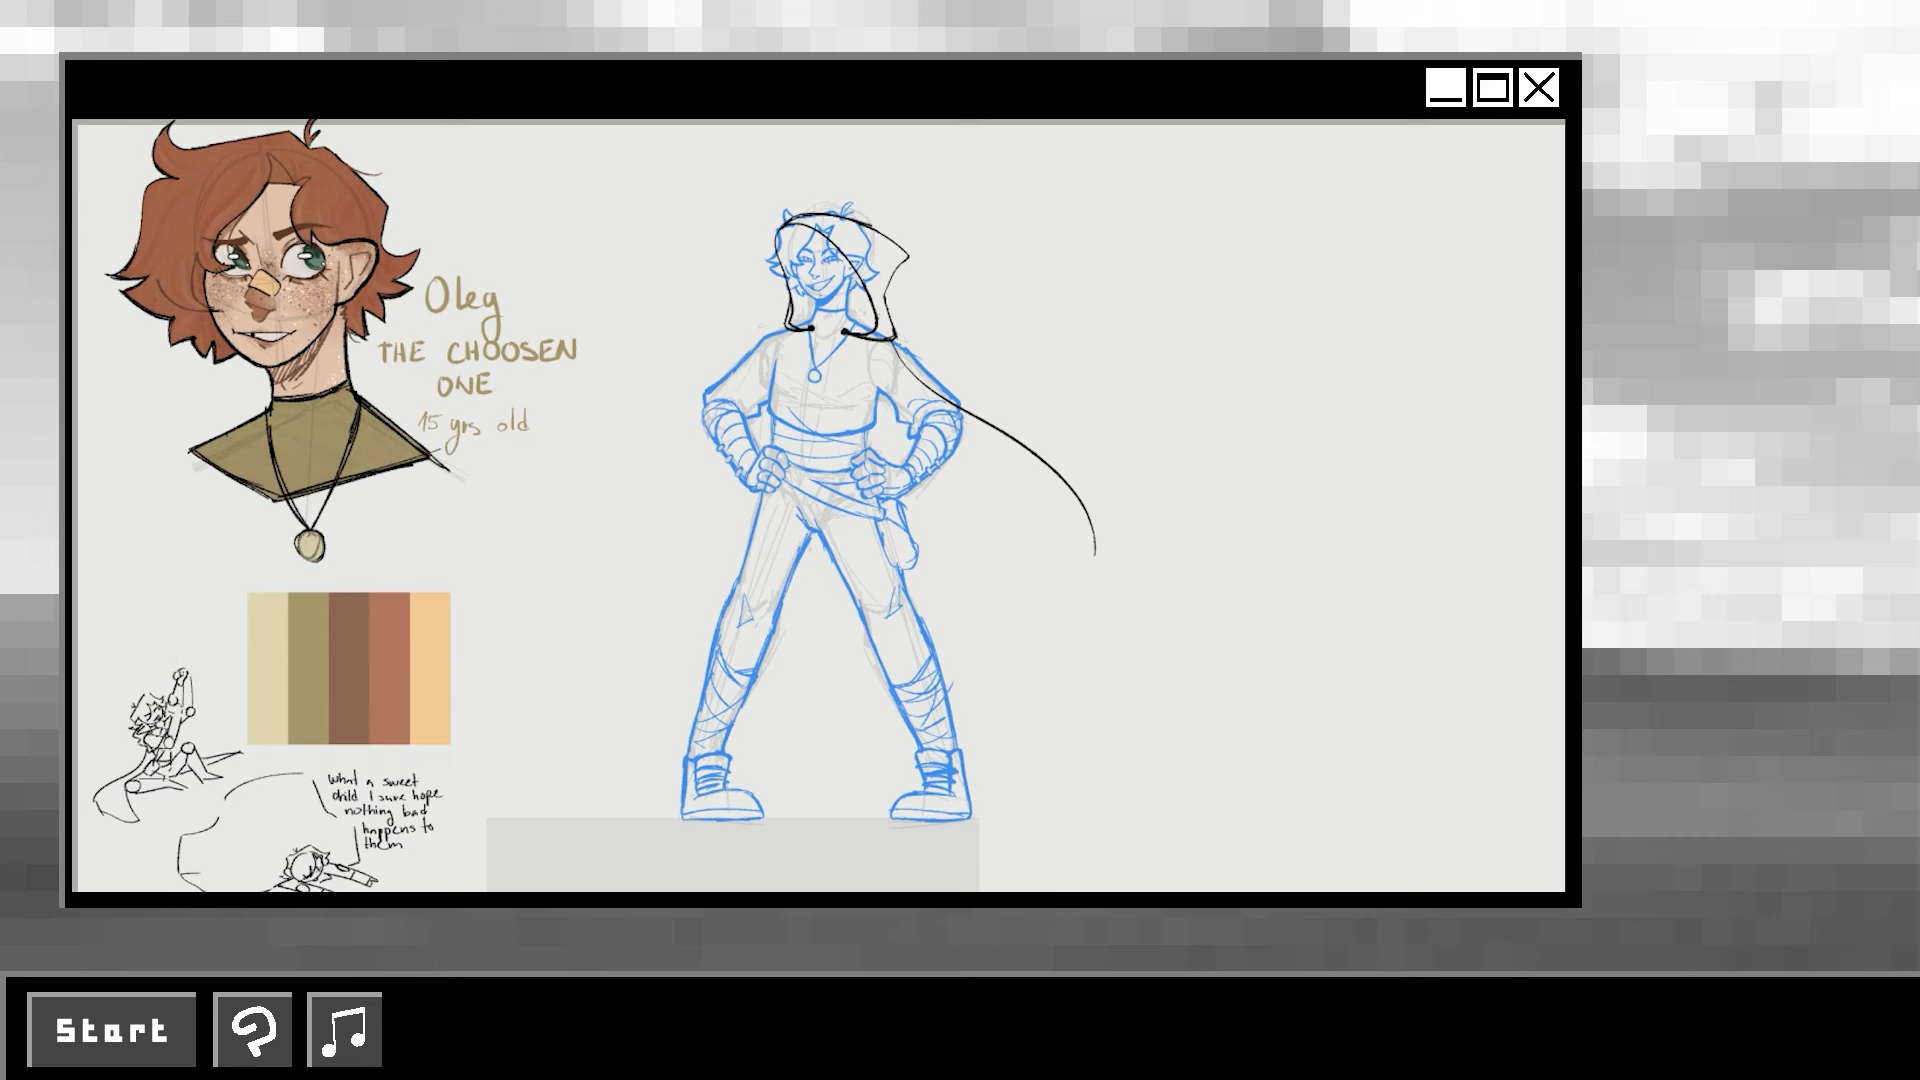 Oleg
THE CHOOSEN
ONE
15 yrs old
what a sweet
child I sure hope
nothing bad
happens to
them
Start